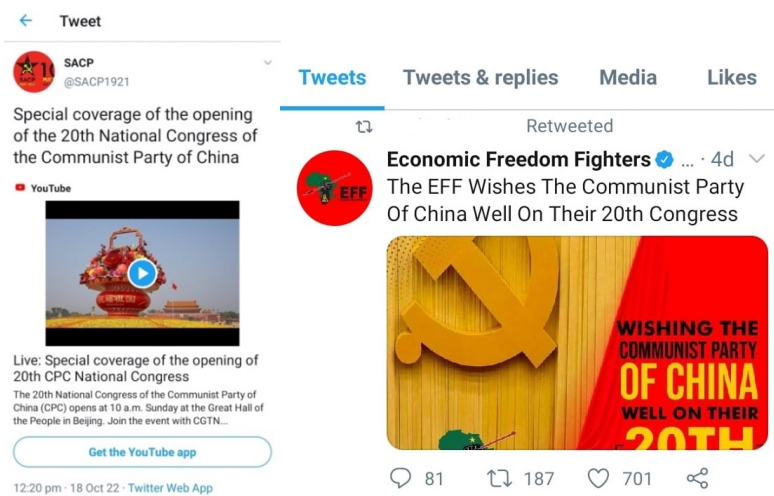 Tweet
SACP
@SACP1921
Special coverage of the opening
of the 20th National Congress of
the Communist Party of China
YouTube
Live: Special coverage of the opening of
20th CPC National Congress
The 20th National Congress of the Communist Party of
China (CPC) opens at 10 a.m. Sunday at the Great Hall of
the People in Beijing. Join the event with CGTN...
Get the YouTube app
12:20 pm · 18 Oct 22 · Twitter Web App
Tweets Tweets & replies Media Likes
Retweeted
Economic Freedom Fighters ... · 4d
The EFF Wishes The Communist Party
Of China Well On Their 20th Congress
EFF
WISHING THE
COMMUNIST PARTY
OF CHINA
WELL ON THEIR
20TH
81 187 701